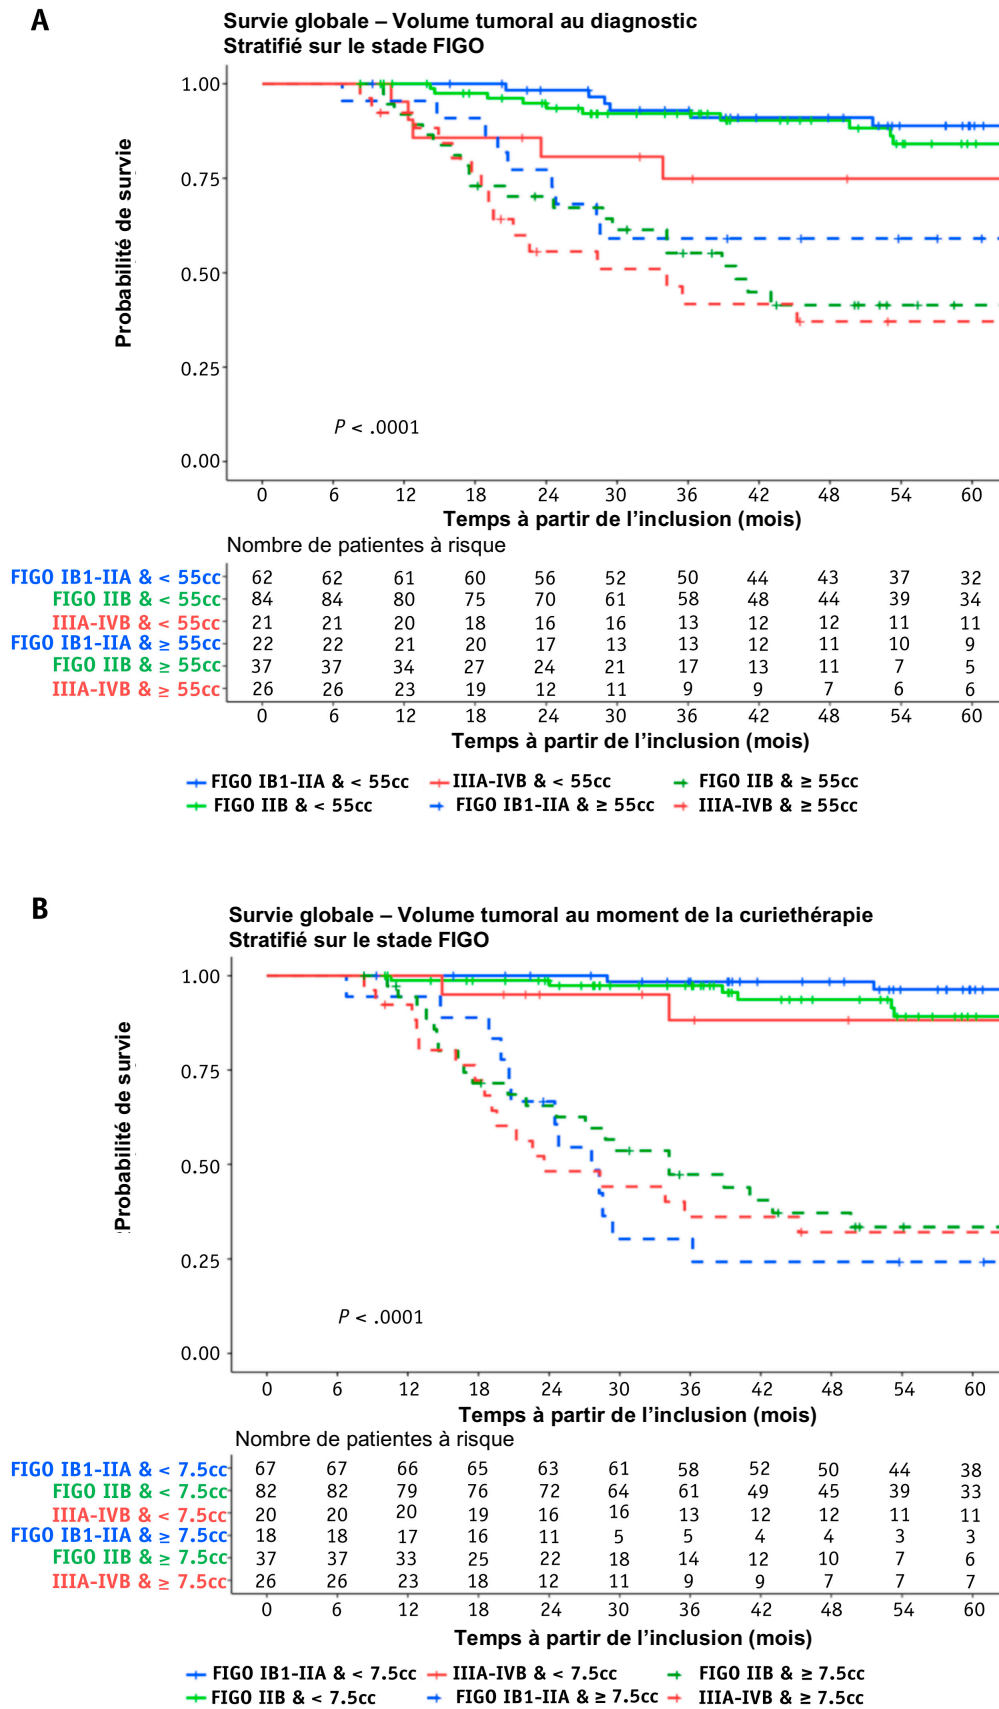 A
Survie globale – Volume tumoral au diagnostic
Stratifié sur le stade FIGO
Probabilité de survie
1.00
0.75
0.50
0.25
0.00
P < .0001
0 6 12 18 24 30 36 42 48 54 60
Temps à partir de l’inclusion (mois)
Nombre de patientes à risque
FIGO IB1-IIA & < 55cc 62 62 61 60 56 52 50 44 43 37 32
FIGO IIB & < 55cc 84 84 80 75 70 61 58 48 44 39 34
IIIA-IVB & < 55cc 21 21 20 18 16 16 13 12 12 11 11
FIGO IB1-IIA & ≥ 55cc 22 22 21 20 17 13 13 12 11 10 9
FIGO IIB & ≥ 55cc 37 37 34 27 24 21 17 13 11 7 5
IIIA-IVB & ≥ 55cc 26 26 23 19 12 11 9 9 7 6 6
0 6 12 18 24 30 36 42 48 54 60
Temps à partir de l’inclusion (mois)
FIGO IB1-IIA & < 55cc IIIA-IVB & < 55cc FIGO IIB & ≥ 55cc
FIGO IIB & < 55cc FIGO IB1-IIA & ≥ 55cc IIIA-IVB & ≥ 55cc
B
Survie globale – Volume tumoral au moment de la curiethérapie
Stratifié sur le stade FIGO
Probabilité de survie
1.00
0.75
0.50
0.25
0.00
P < .0001
0 6 12 18 24 30 36 42 48 54 60
Temps à partir de l’inclusion (mois)
Nombre de patientes à risque
FIGO IB1-IIA & < 7.5cc 67 67 66 65 63 61 58 52 50 44 38
FIGO IIB & < 7.5cc 82 82 79 76 72 64 61 49 45 39 33
IIIA-IVB & < 7.5cc 20 20 20 19 16 16 13 12 12 11 11
FIGO IB1-IIA & ≥ 7.5cc 18 18 17 16 11 5 5 4 4 3 3
FIGO IIB & ≥ 7.5cc 37 37 33 25 22 18 14 12 10 7 6
IIIA-IVB & ≥ 7.5cc 26 26 23 18 12 11 9 9 7 7 7
0 6 12 18 24 30 36 42 48 54 60
Temps à partir de l’inclusion (mois)
FIGO IB1-IIA & < 7.5cc IIIA-IVB & < 7.5cc FIGO IIB & ≥ 7.5cc
FIGO IIB & < 7.5cc FIGO IB1-IIA & ≥ 7.5cc IIIA-IVB & ≥ 7.5cc